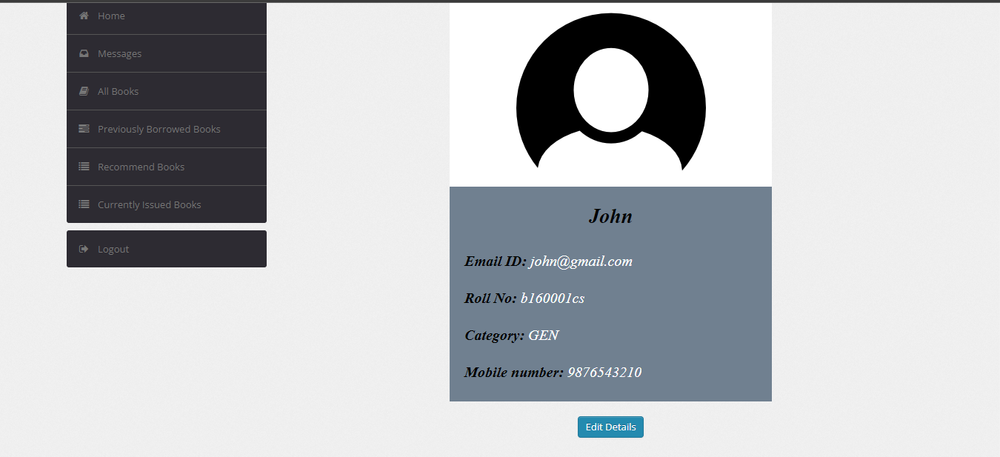 Home
Messages
All Books
Previously Borrowed Books
Recommend Books
Currently Issued Books
Logout
John
Email ID: john@gmail.com
Roll No: b160001cs
Category: GEN
Mobile number: 9876543210
Edit Details